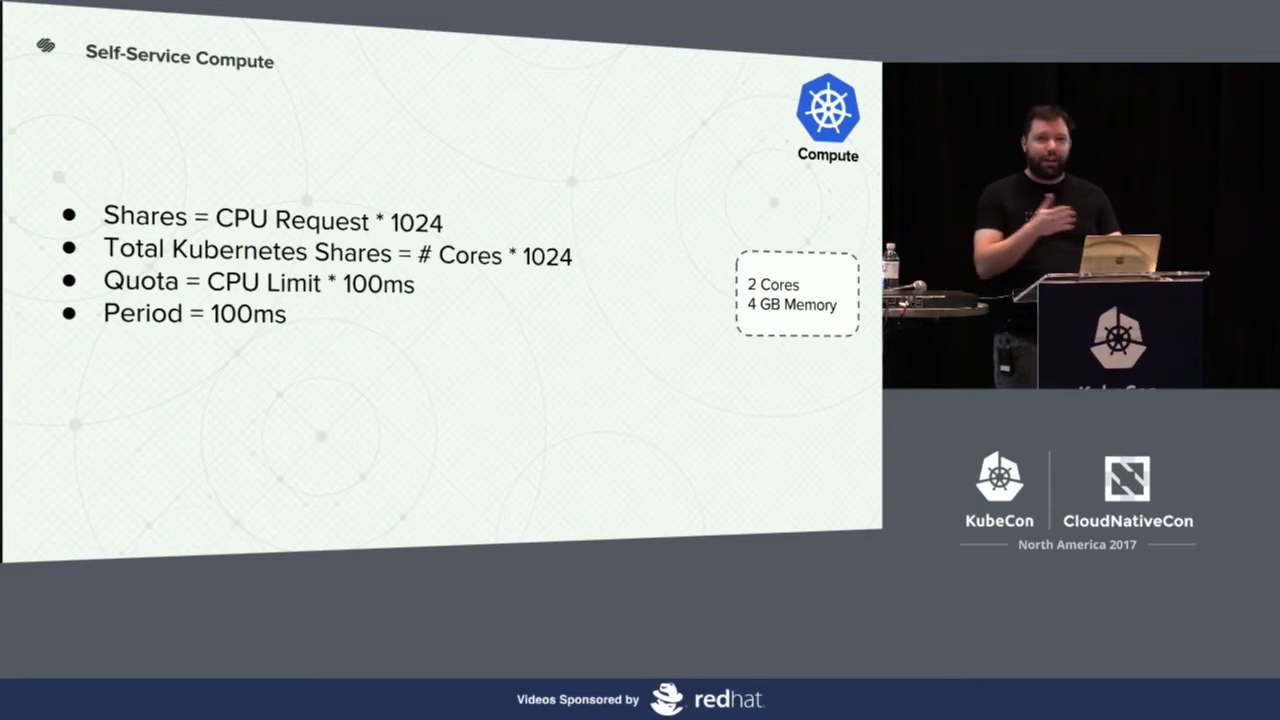 Self-Service Compute
Compute
● Shares = CPU Request * 1024
● Total Kubernetes Shares = # Cores * 1024
● Quota = CPU Limit * 100ms
● Period = 100ms
2 Cores
4 GB Memory
KubeCon
CloudNativeCon
North America 2017
Videos Sponsored by redhat.